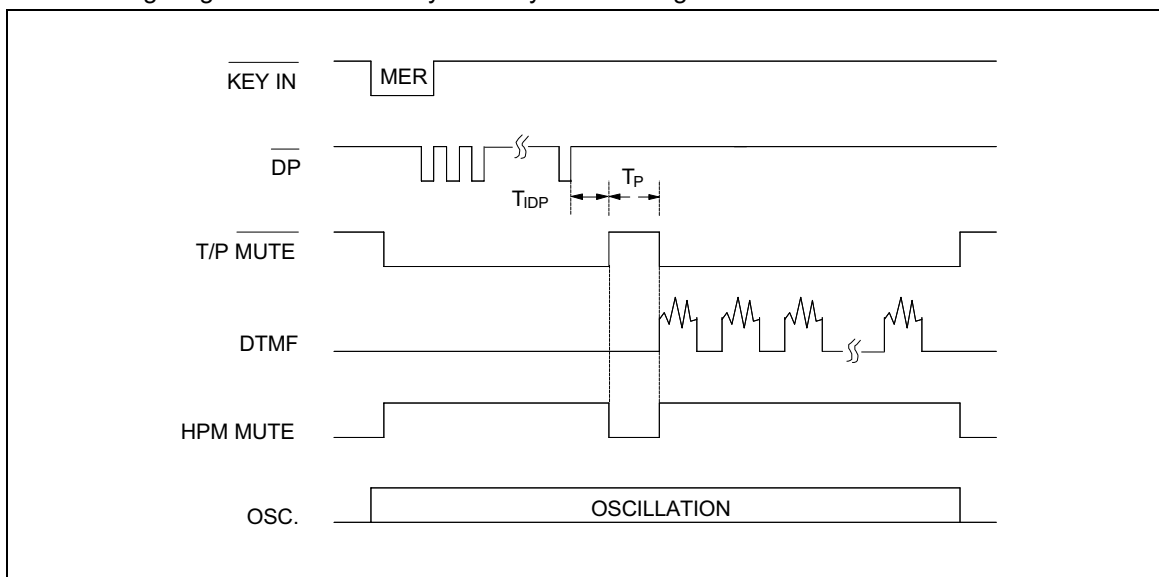 KEY IN
MER
DP
TIDP
TP
T/P MUTE
DTMF
HPM MUTE
OSC.
OSCILLATION